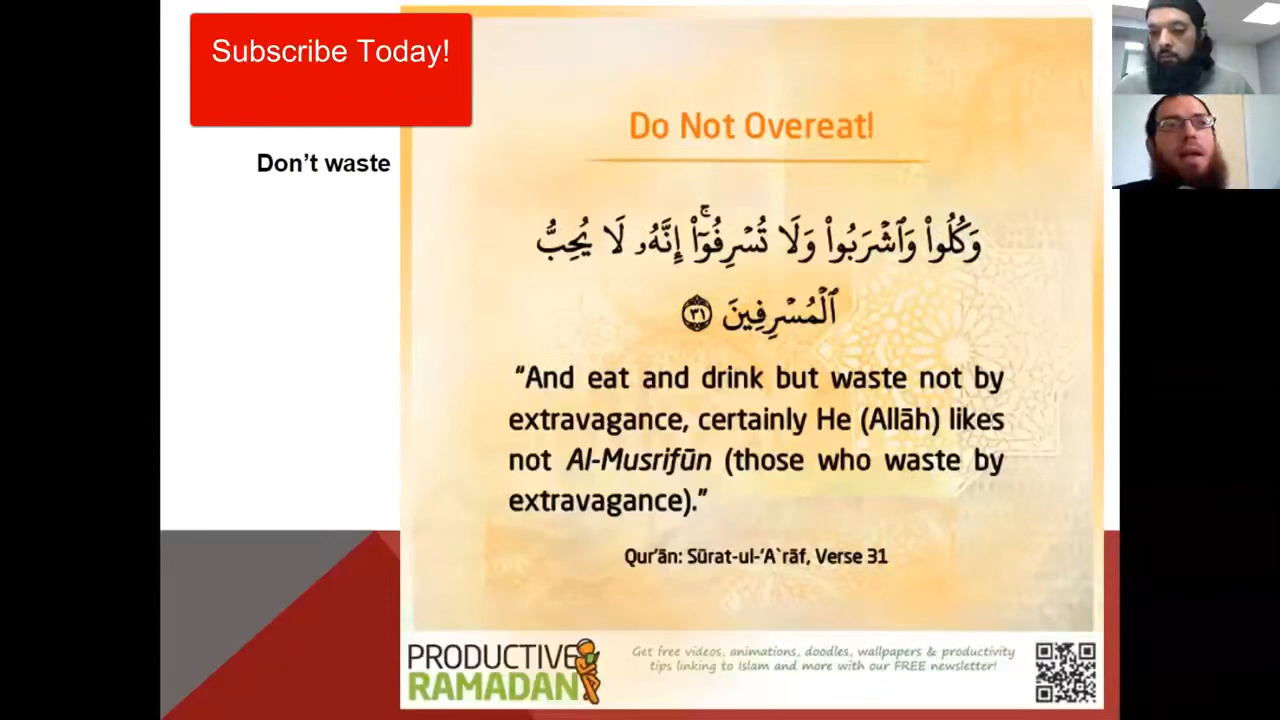 Subscribe Today!
Don’t waste
Do Not Overeat!
وَكُلُوا۟ وَٱشْرَبُوا۟ وَلَا تُسْرِفُوٓا۟ ۚ إِنَّهُۥ لَا يُحِبُّ
ٱلْمُسْرِفِينَ ٣١
“And eat and drink but waste not by
extravagance, certainly He (Allāh) likes
not Al-Musrifūn (those who waste by
extravagance).”
Qur’ān: Sūrat-ul-’A`rāf, Verse 31
PRODUCTIVE
RAMADAN
Get free videos, animations, doodles, wallpapers & productivity
tips linking to Islam and more with our FREE newsletter!